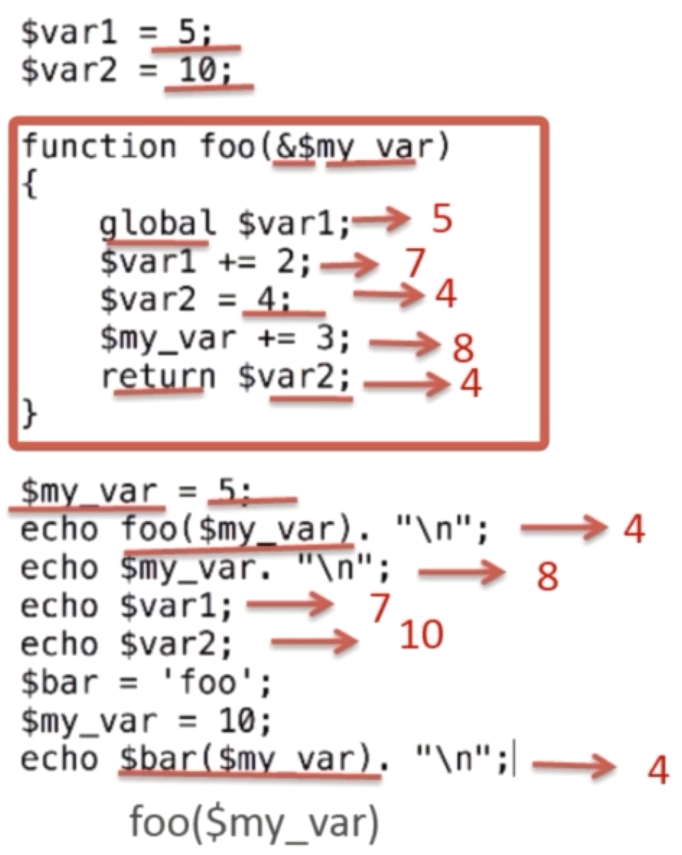 $var1 = 5;
$var2 = 10;
function foo(&$my_var)
{
global $var1; 5
$var1 += 2; 7
$var2 = 4; 4
$my_var += 3; 8
return $var2; 4
}
$my_var = 5;
echo foo($my_var). "\n"; 4
echo $my_var. "\n"; 8
echo $var1; 7
echo $var2; 10
$bar = 'foo';
$my_var = 10;
echo $bar($my_var). "\n"; 4
foo($my_var)